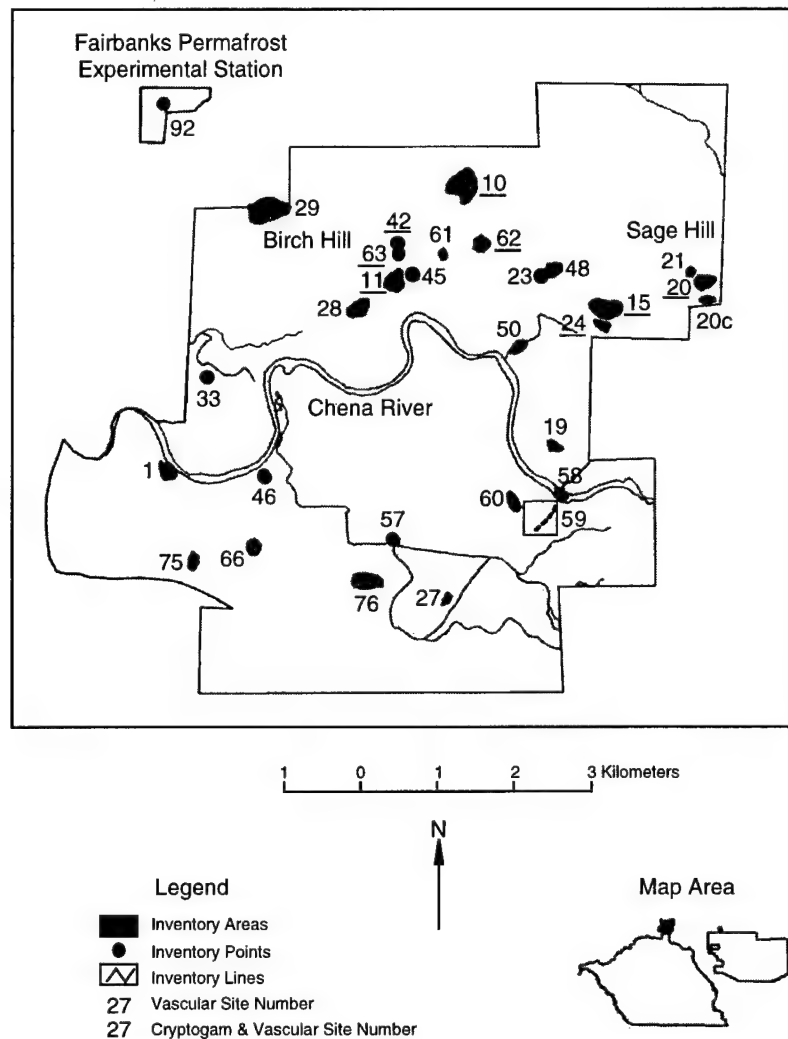 Fairbanks Permafrost
Experimental Station
92
10
29
Birch Hill
42
61
62
Sage Hill
63
21
11
45
23
48
20
28
15
20c
24
50
33
Chena River
19
1
46
58
60
59
57
75
66
76
27
1 0 1 2 3 Kilometers
N
Legend
Map Area
Inventory Areas
Inventory Points
Inventory Lines
27 Vascular Site Number
27 Cryptogam & Vascular Site Number